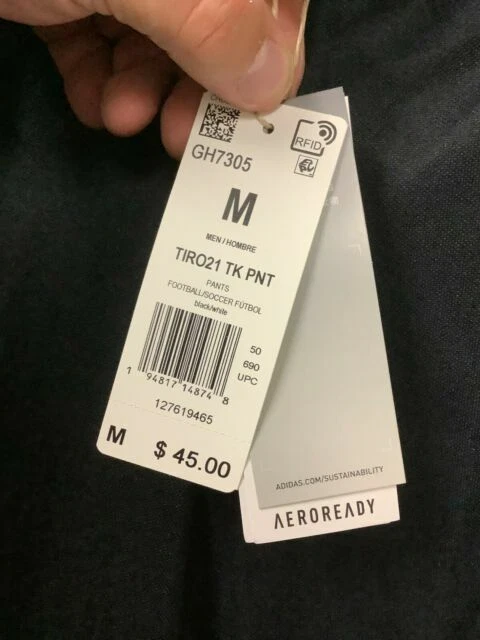 GH7305
RFID
M
MEN / HOMBRE
TIRO21 TK PNT
PANTS
FOOTBALL/SOCCER FÚTBOL
black/white
50
690
UPC
1 94817 14874 8
127619465
M $ 45.00
ADIDAS.COM/SUSTAINABILITY
AEROREADY